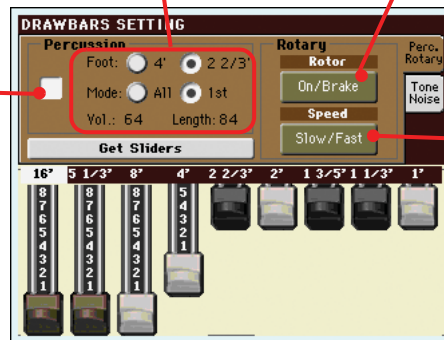 DRAWBARS SETTING
Percussion
Foot: 4' 2 2/3'
Mode: All 1st
Vol.: 64 Length: 84
Get Sliders
Rotary
Rotor
On/Brake
Speed
Slow/Fast
Perc.
Rotary
Tone
Noise
16' 5 1/3' 8' 4' 2 2/3' 2' 1 3/5' 1 1/3' 1'
8 8 8 5
7 7 7 4
6 6 6 3
5 5 5 2
4 4 4 1
3 3 3
2 2 2
1 1 1